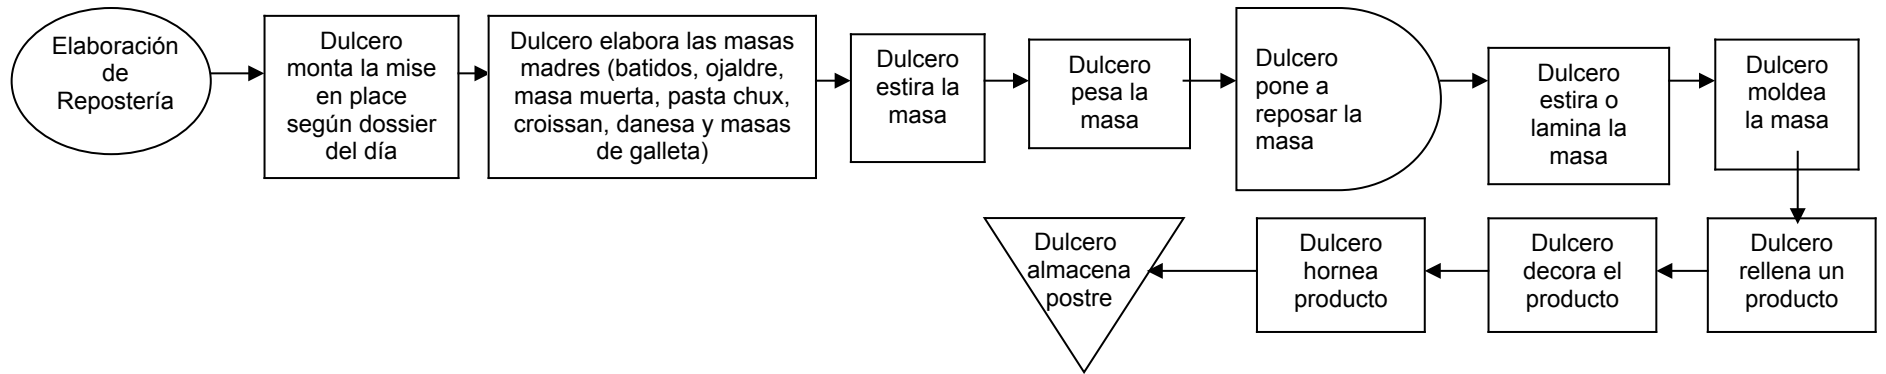 Elaboración
de
Repostería
Dulcero
monta la mise
en place
según dossier
del día
Dulcero elabora las masas
madres (batidos, ojaldre,
masa muerta, pasta chux,
croissan, danesa y masas
de galleta)
Dulcero
estira la
masa
Dulcero
pesa la
masa
Dulcero
pone a
reposar la
masa
Dulcero
estira o
lamina la
masa
Dulcero
moldea
la masa
Dulcero
rellena un
producto
Dulcero
decora el
producto
Dulcero
hornea
producto
Dulcero
almacena
postre